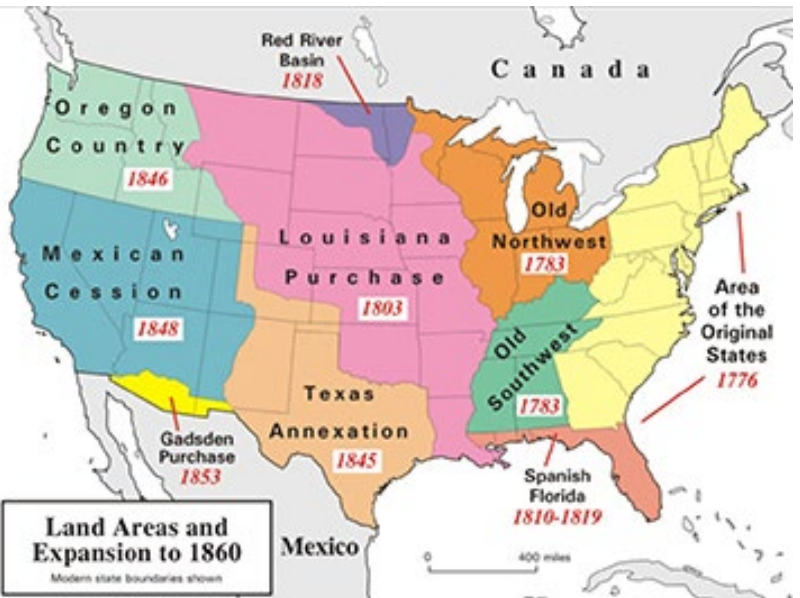 Red River
Basin
1818
Canada
Oregon
Country
1846
Old
Northwest
1783
Louisiana
Purchase
1803
Mexican
Cession
1848
Area
of the
Original
States
1776
Old
Southwest
1783
Texas
Annexation
1845
Gadsden
Purchase
1853
Spanish
Florida
1810-1819
Land Areas and
Expansion to 1860
Modern state boundaries shown
Mexico
0 400 miles